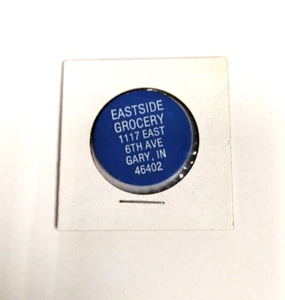 EASTSIDE
GROCERY
1117 EAST
6TH AVE
GARY, IN
46402